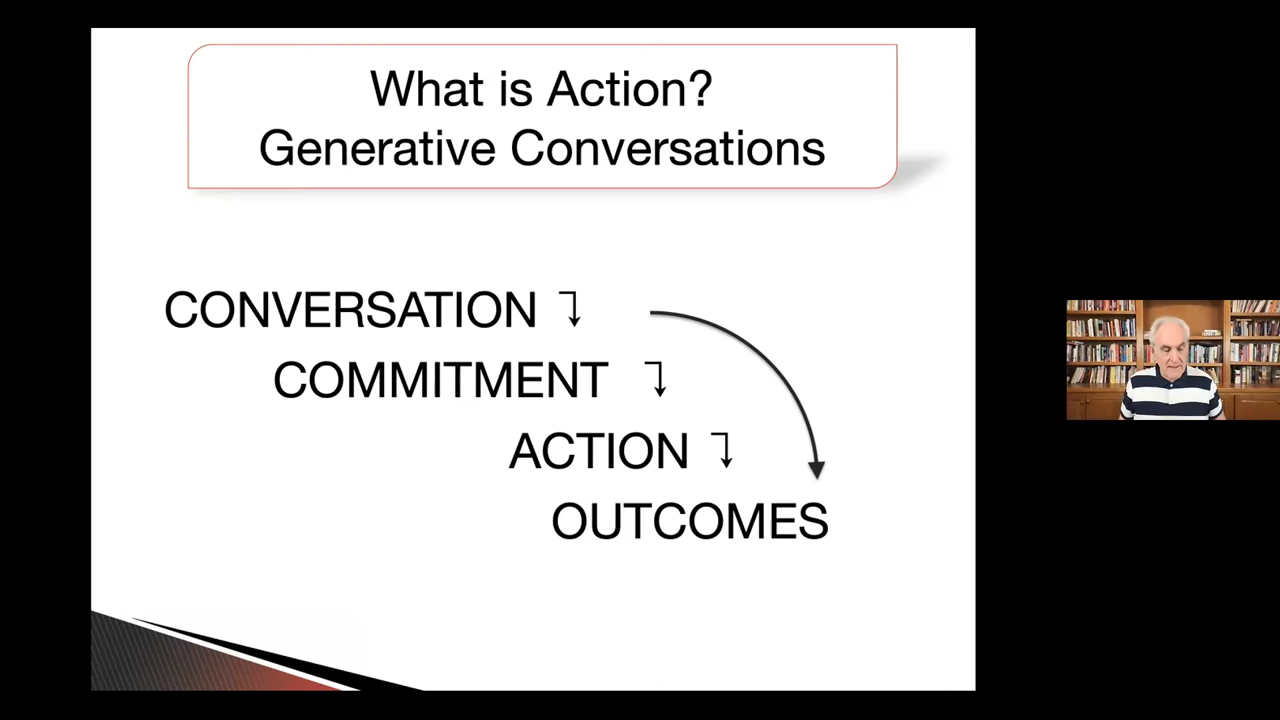 What is Action?
Generative Conversations
CONVERSATION
COMMITMENT
ACTION
OUTCOMES